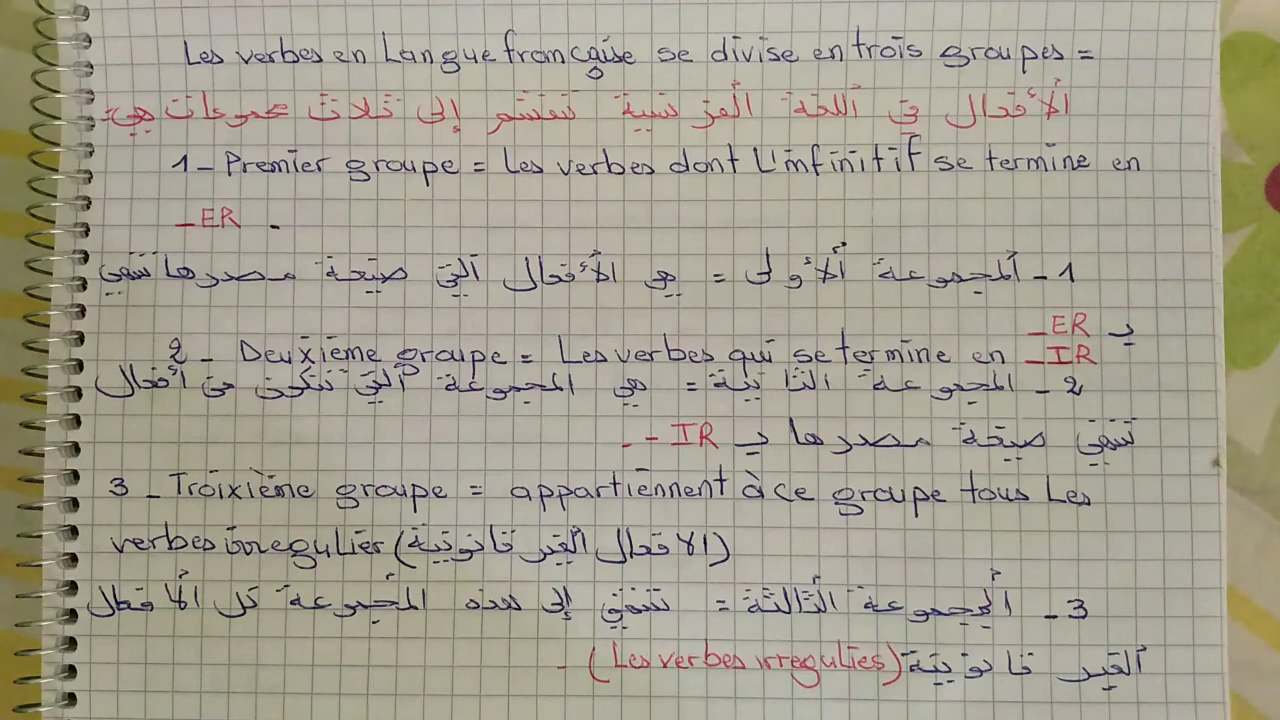 Les verbes en Langue française se divise en trois groupes =
الأفعال في اللغة الفرنسية تنقسم إلى ثلاث مجموعات هي:
1 - Premier groupe = Les verbes dont L'infinitif se termine en
-ER .
1 - المجموعة الأولى = هي الأفعال التي صيغة مصدرها تنتهي
بـ -ER
2 - Deuxième groupe = Les verbes qui se termine en -IR
2 - المجموعة الثانية = هي المجموعة التي تتكون من أفعال
تنتهي صيغة مصدرها بـ -IR -
3 - Troixième groupe = appartiennent à ce groupe tous Les
verbes irregulier (الافعال الغير قانونية)
3 - المجموعة الثالثة = تنتمي إلى هذه المجموعة كل الأفعال
الغير قانونية (Les verbes irregulies) -